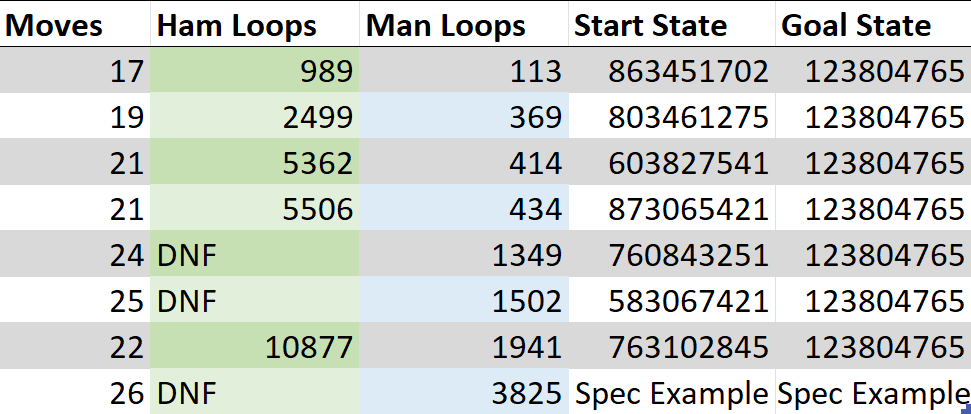 Moves Ham Loops Man Loops Start State Goal State
17 989 113 863451702 123804765
19 2499 369 803461275 123804765
21 5362 414 603827541 123804765
21 5506 434 873065421 123804765
24 DNF 1349 760843251 123804765
25 DNF 1502 583067421 123804765
22 10877 1941 763102845 123804765
26 DNF 3825 Spec Example Spec Example